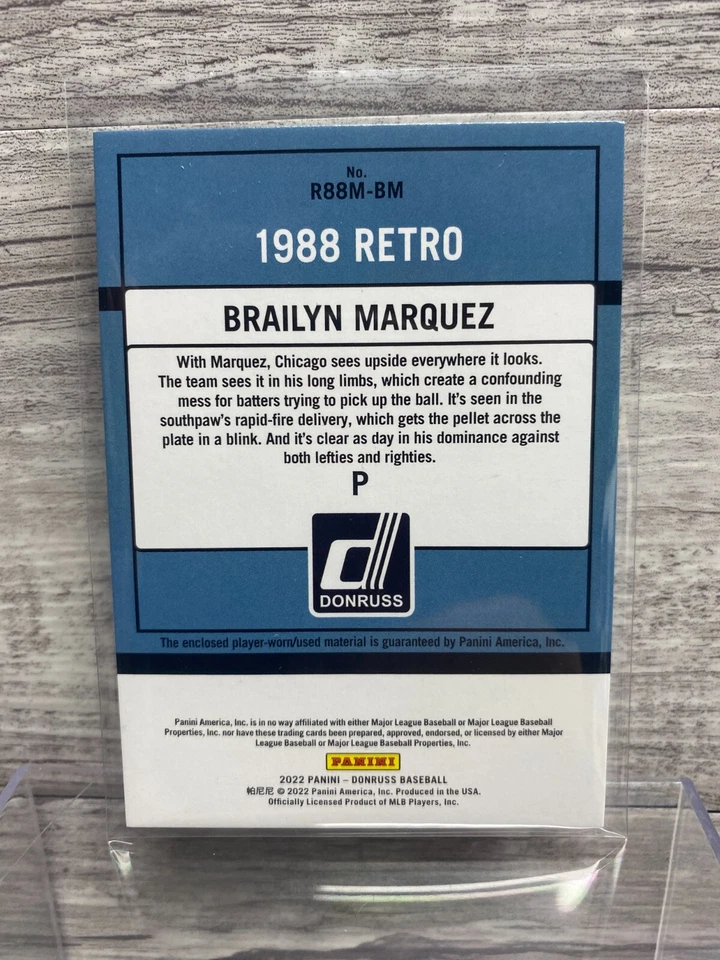 No.
R88M-BM
1988 RETRO
BRAILYN MARQUEZ
With Marquez, Chicago sees upside everywhere it looks.
The team sees it in his long limbs, which create a confounding
mess for batters trying to pick up the ball. It's seen in the
southpaw's rapid-fire delivery, which gets the pellet across the
plate in a blink. And it's clear as day in his dominance against
both lefties and righties.
P
d
DONRUSS
The enclosed player-worn/used material is guaranteed by Panini America, Inc.
Panini America, Inc. is in no way affiliated with either Major League Baseball or Major League Baseball
Properties, Inc. nor have these trading cards been prepared, approved, endorsed, or licensed by either Major
League Baseball or Major League Baseball Properties, Inc.
PANINI
2022 PANINI – DONRUSS BASEBALL
帕尼尼 © 2022 Panini America, Inc. Produced in the USA.
Officially Licensed Product of MLB Players, Inc.